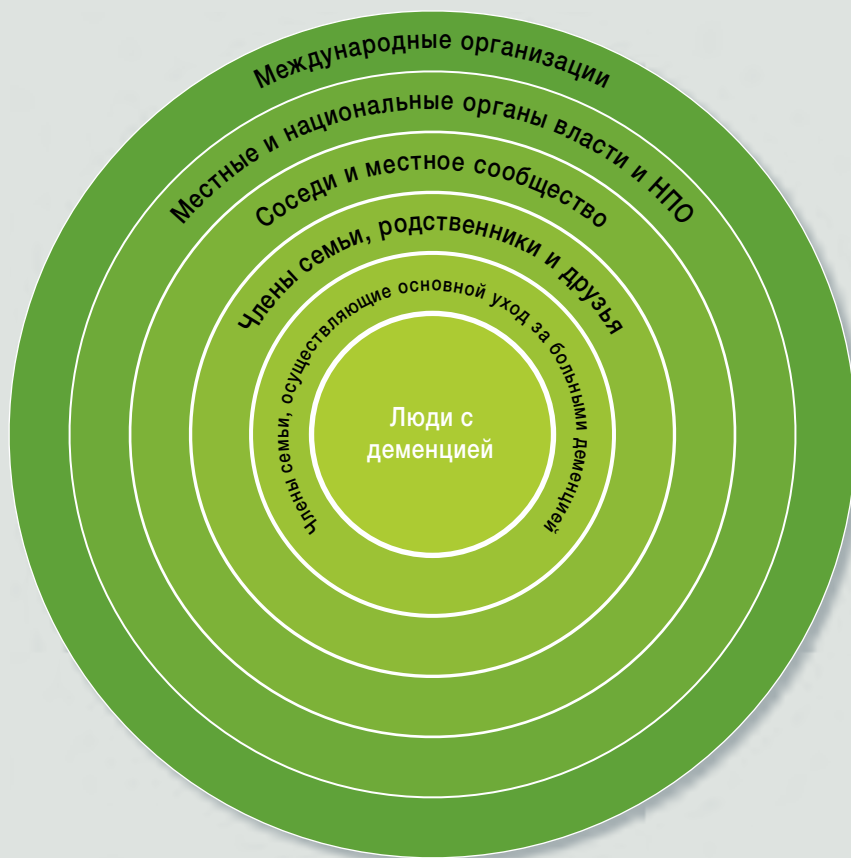 Международные организации
Местные и национальные органы власти и НПО
Соседи и местное сообщество
Члены семьи, родственники и друзья
Члены семьи, осуществляющие основной уход за больными деменцией
Люди с
деменцией